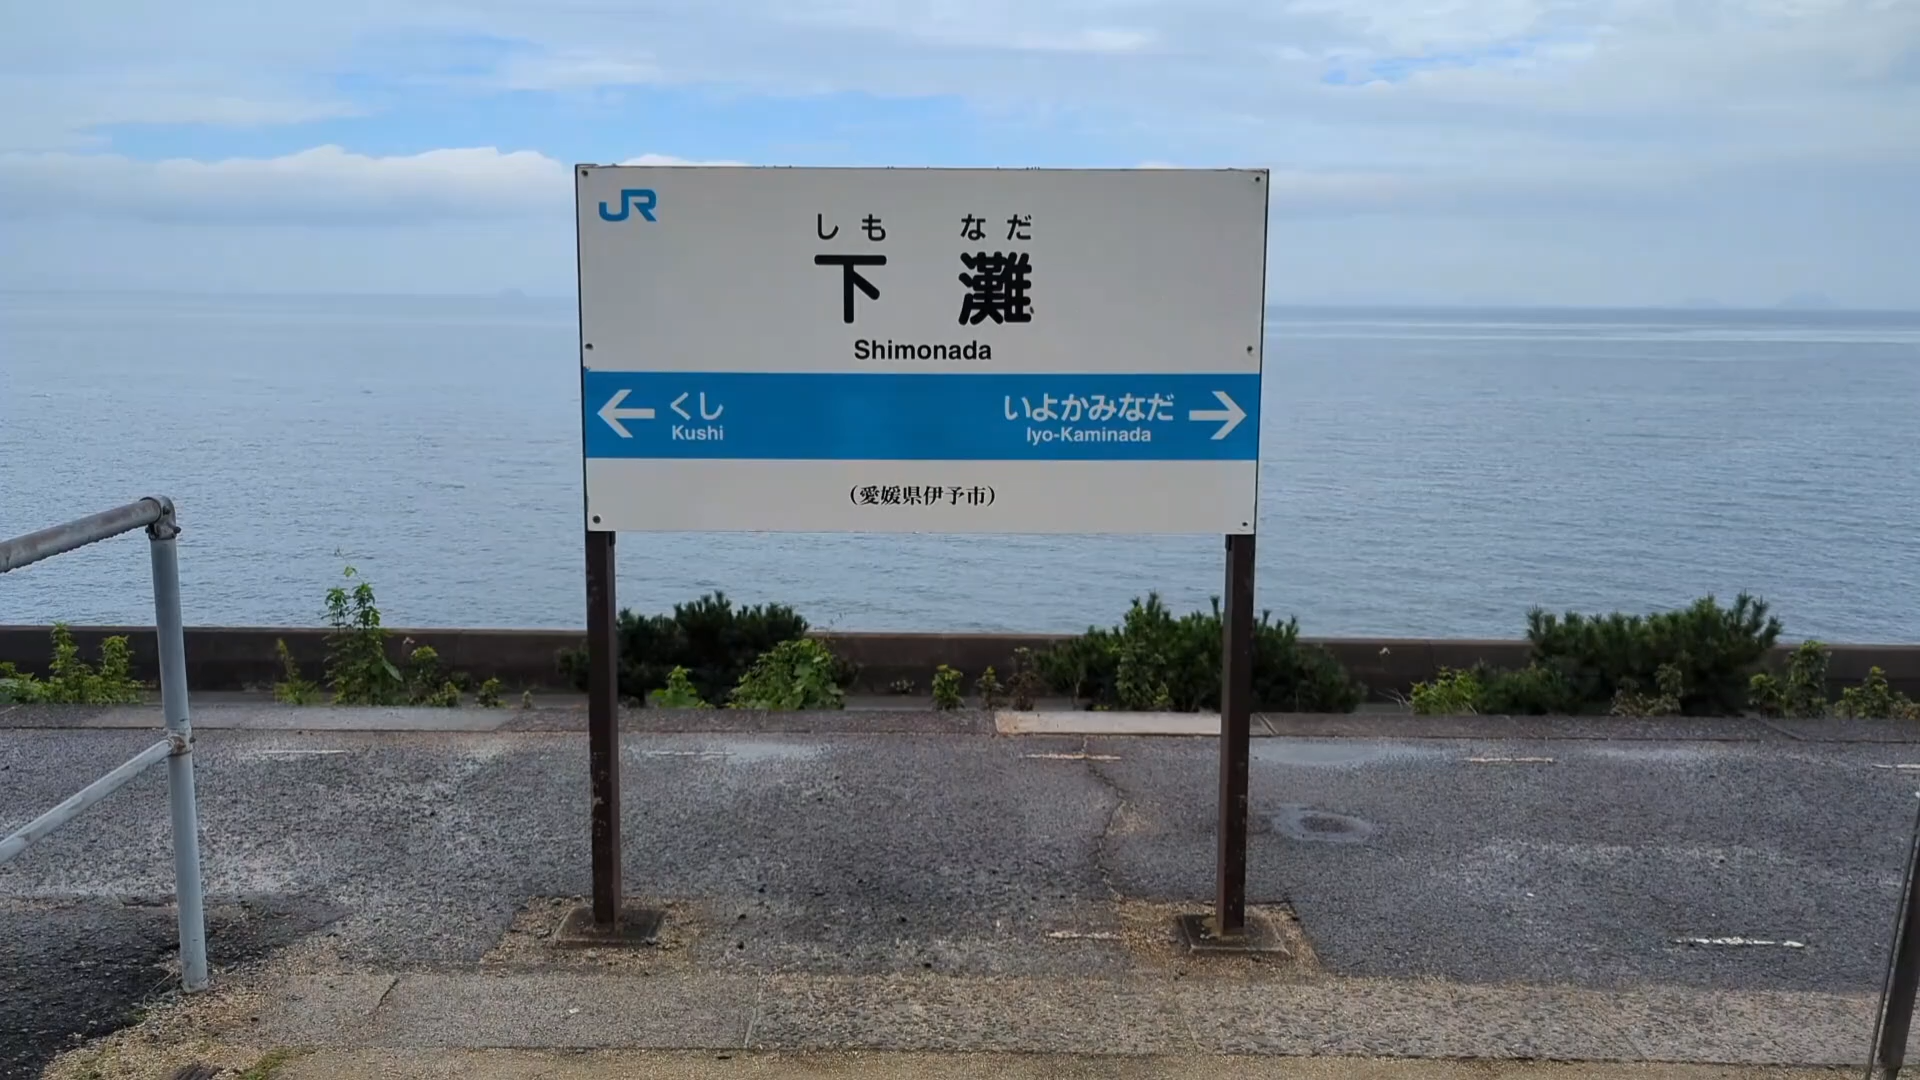 JR
しも なだ
下 灘
Shimonada
← くし いよかみなだ →
Kushi Iyo-Kaminada
（愛媛県伊予市）